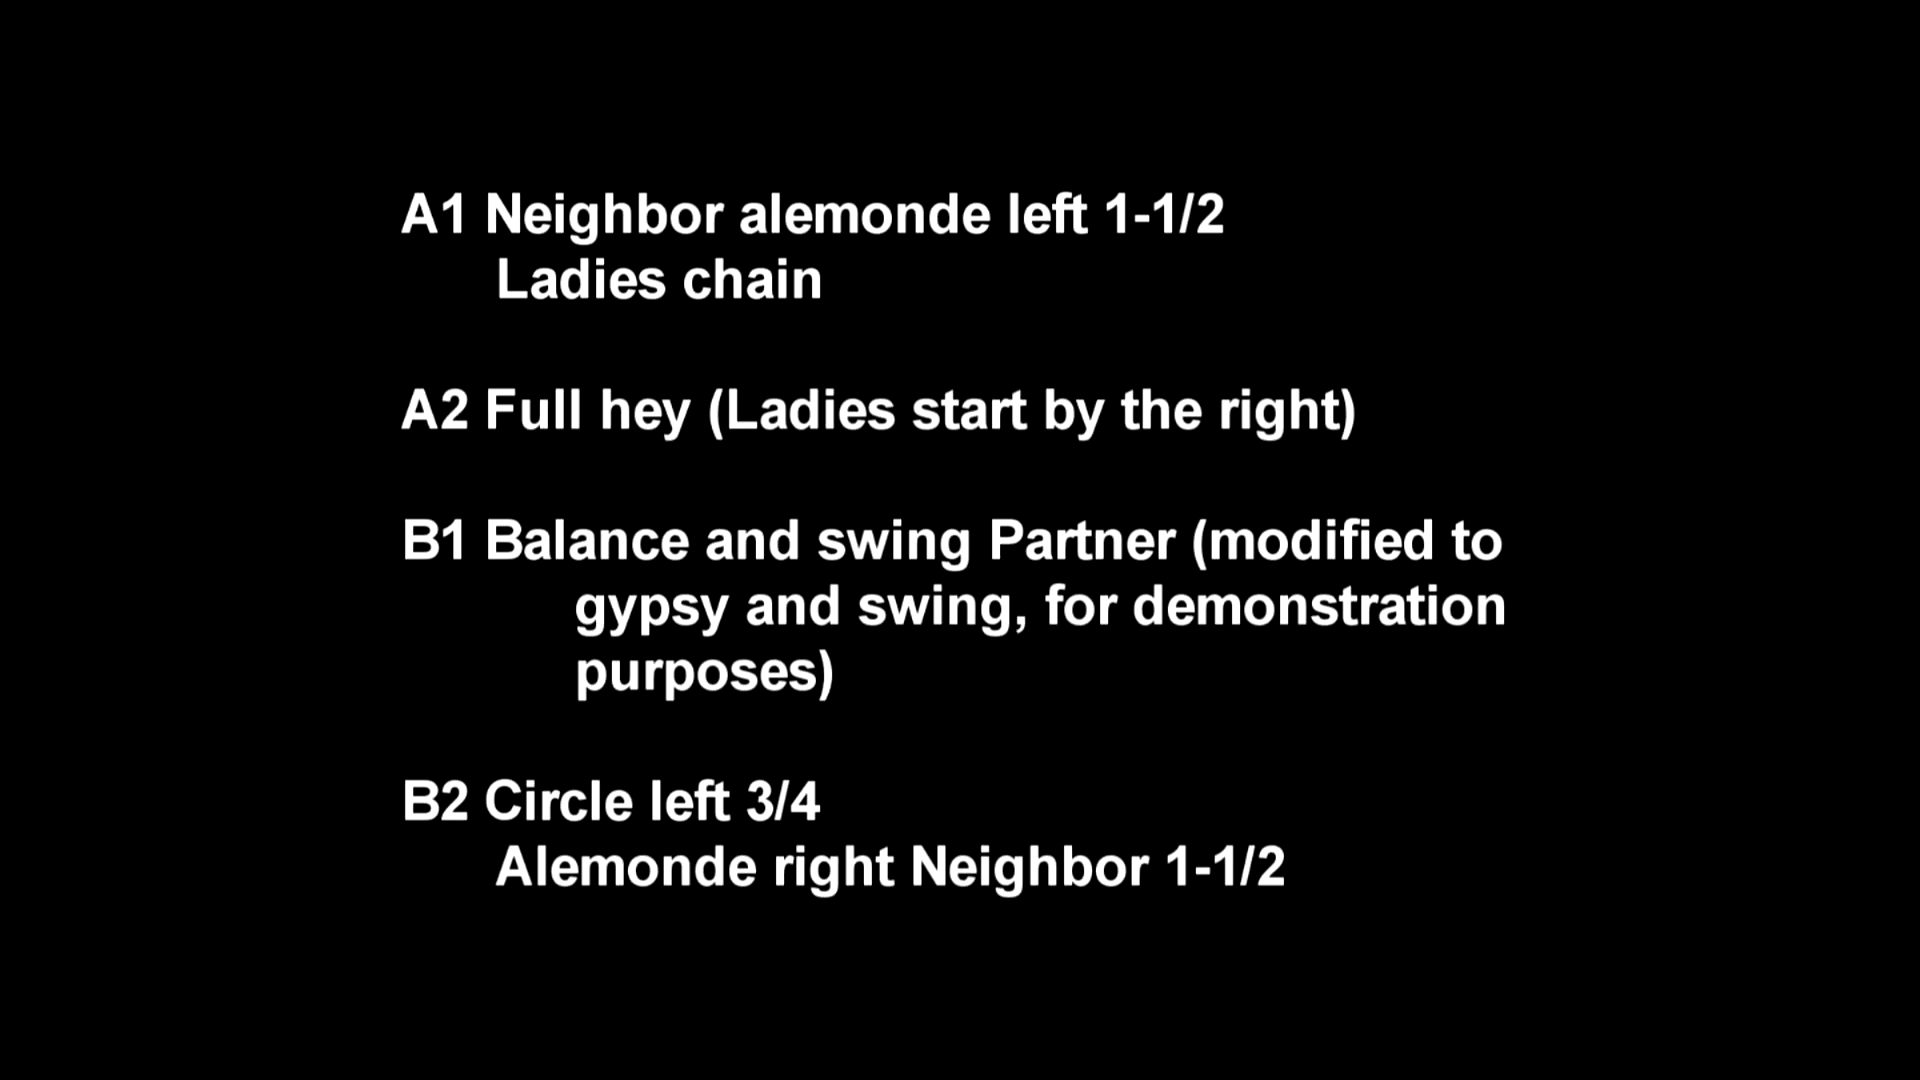 A1 Neighbor alemonde left 1-1/2
Ladies chain
A2 Full hey (Ladies start by the right)
B1 Balance and swing Partner (modified to
gypsy and swing, for demonstration
purposes)
B2 Circle left 3/4
Alemonde right Neighbor 1-1/2